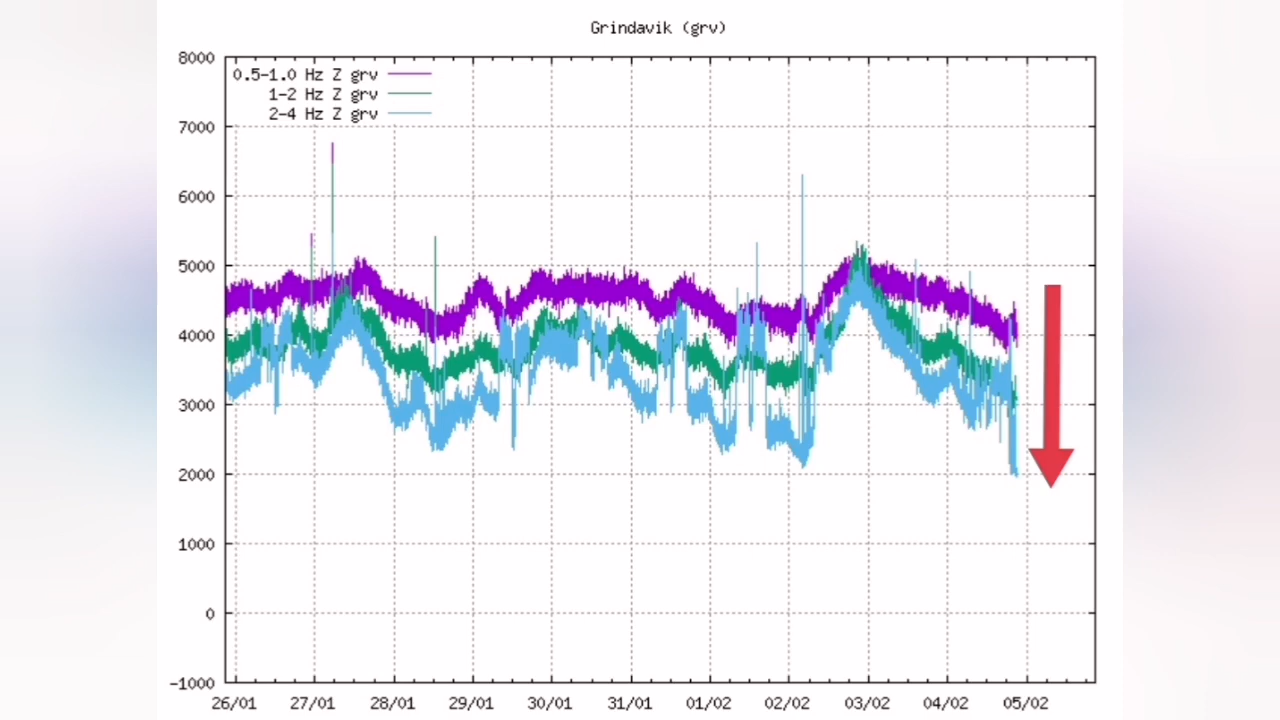 Grindavik (grv)
8000
0.5-1.0 Hz Z grv
1-2 Hz Z grv
2-4 Hz Z grv
7000
6000
5000
4000
3000
2000
1000
0
-1000
26/01 27/01 28/01 29/01 30/01 31/01 01/02 02/02 03/02 04/02 05/02